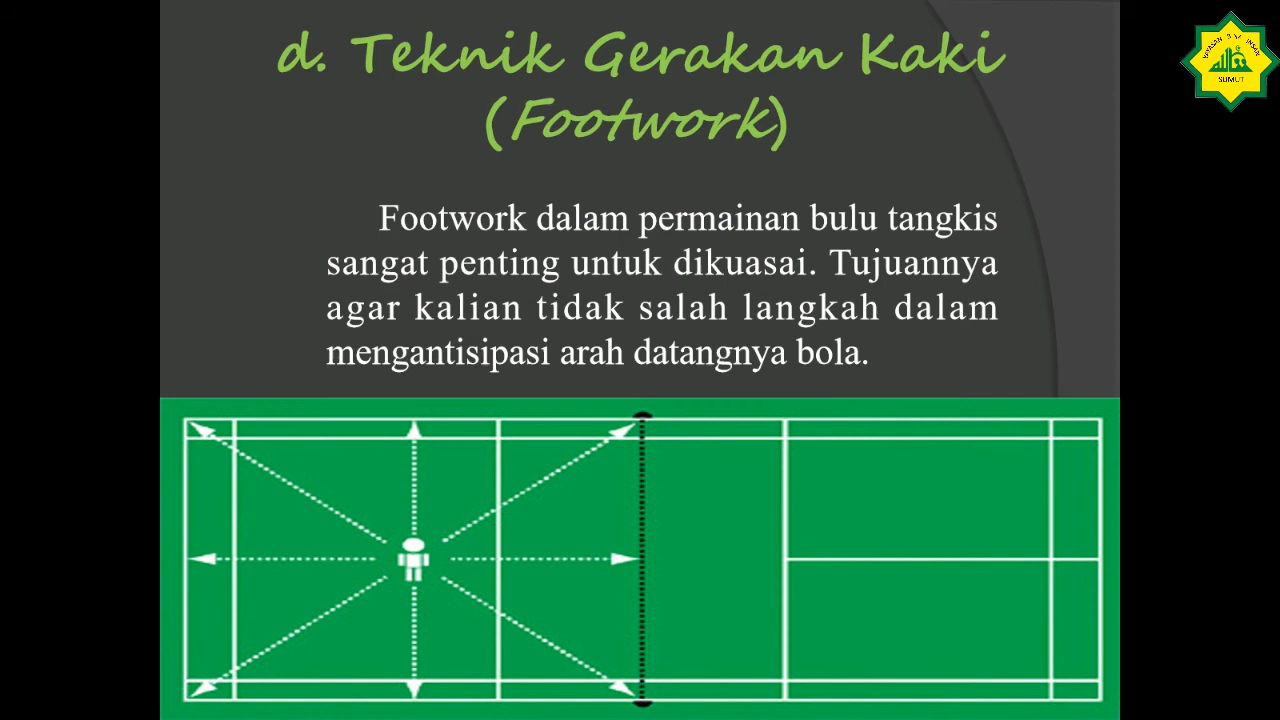 d. Teknik Gerakan Kaki
(Footwork)
Footwork dalam permainan bulu tangkis
sangat penting untuk dikuasai. Tujuannya
agar kalian tidak salah langkah dalam
mengantisipasi arah datangnya bola.
SUMUT